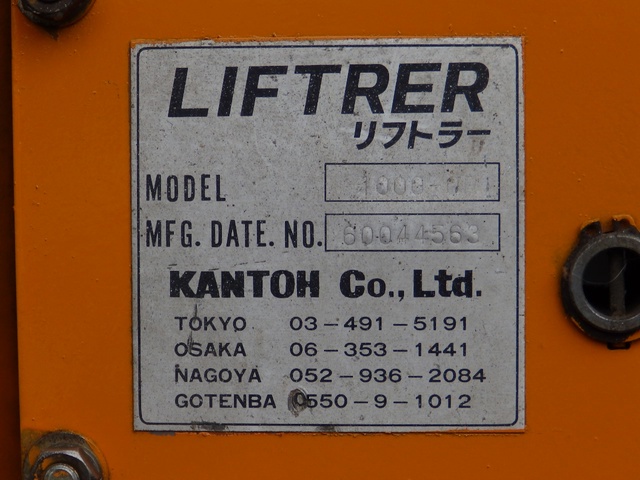 LIFTRER
リフトラー
MODEL
MFG. DATE. NO. 60044563
KANTOH Co., Ltd.
TOKYO 03-491-5191
OSAKA 06-353-1441
NAGOYA 052-936-2084
GOTENBA 0550-9-1012